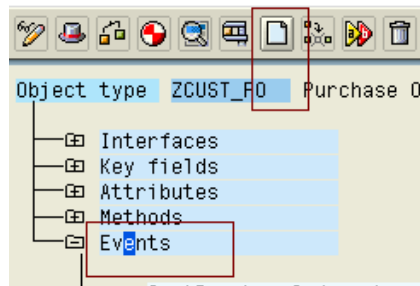 Object type ZCUST_PO Purchase O
Interfaces
Key fields
Attributes
Methods
Events